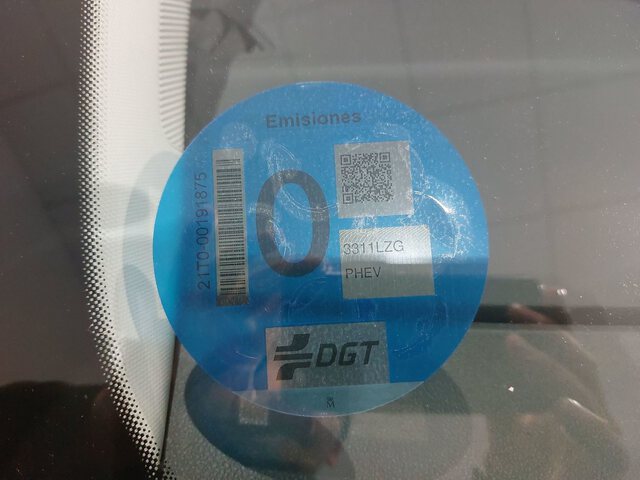 Emisiones
21T0-00191875
0
3311LZG
PHEV
DGT
M